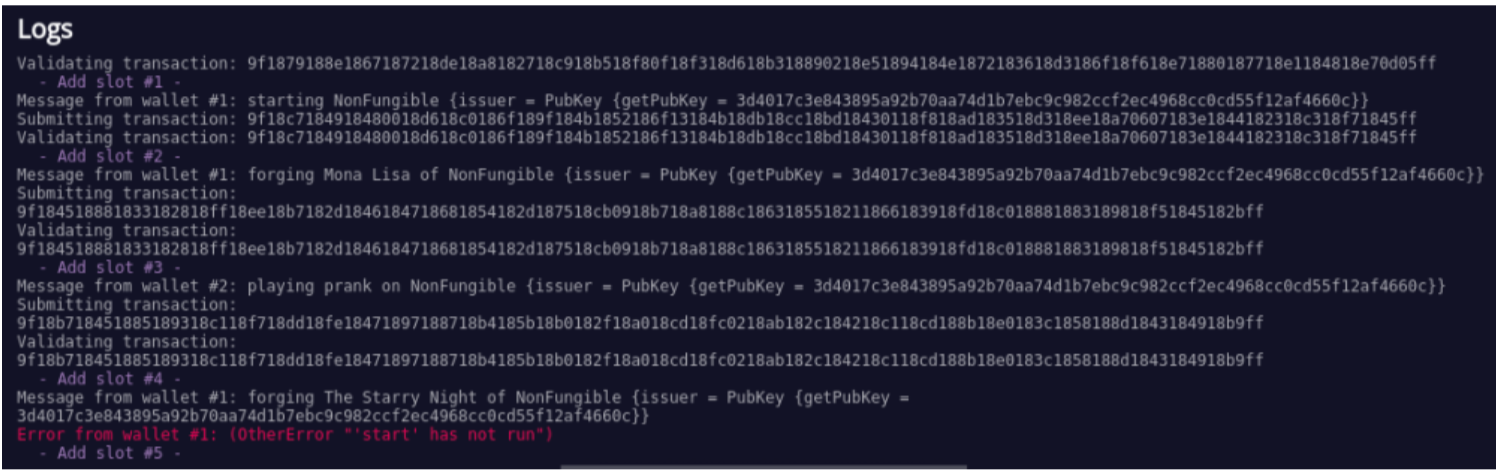 Logs
Validating transaction: 9f1879188e1867187218de18a8182718c918b518f80f18f318d618b318890218e51894184e1872183618d3186f18f618e71880187718e1184818e70d05ff
- Add slot #1 -
Message from wallet #1: starting NonFungible {issuer = PubKey {getPubKey = 3d4017c3e843895a92b70aa74d1b7ebc9c982ccf2ec4968cc0cd55f12af4660c}}
Submitting transaction: 9f18c7184918480018d618c0186f189f184b1852186f13184b18db18cc18bd18430118f818ad183518d318ee18a70607183e1844182318c318f71845ff
Validating transaction: 9f18c7184918480018d618c0186f189f184b1852186f13184b18db18cc18bd18430118f818ad183518d318ee18a70607183e1844182318c318f71845ff
- Add slot #2 -
Message from wallet #1: forging Mona Lisa of NonFungible {issuer = PubKey {getPubKey = 3d4017c3e843895a92b70aa74d1b7ebc9c982ccf2ec4968cc0cd55f12af4660c}}
Submitting transaction:
9f184518881833182818ff18ee18b7182d1846184718681854182d187518cb0918b718a8188c186318551821186618391 8fd18c018881883189818f51845182bff
Validating transaction:
9f184518881833182818ff18ee18b7182d1846184718681854182d187518cb0918b718a8188c1863185518211866183918fd18c018881883189818f51845182bff
- Add slot #3 -
Message from wallet #2: playing prank on NonFungible {issuer = PubKey {getPubKey = 3d4017c3e843895a92b70aa74d1b7ebc9c982ccf2ec4968cc0cd55f12af4660c}}
Submitting transaction:
9f18b718451885189318c118f718dd18fe18471897188718b4185b18b0182f18a018cd18fc0218ab182c184218c118cd188b18e0183c1858188d1843184918b9ff
Validating transaction:
9f18b718451885189318c118f718dd18fe18471897188718b4185b18b0182f18a018cd18fc0218ab182c184218c118cd188b18e0183c1858188d1843184918b9ff
- Add slot #4 -
Message from wallet #1: forging The Starry Night of NonFungible {issuer = PubKey {getPubKey =
3d4017c3e843895a92b70aa74d1b7ebc9c982ccf2ec4968cc0cd55f12af4660c}}
Error from wallet #1: (OtherError "'start' has not run")
- Add slot #5 -